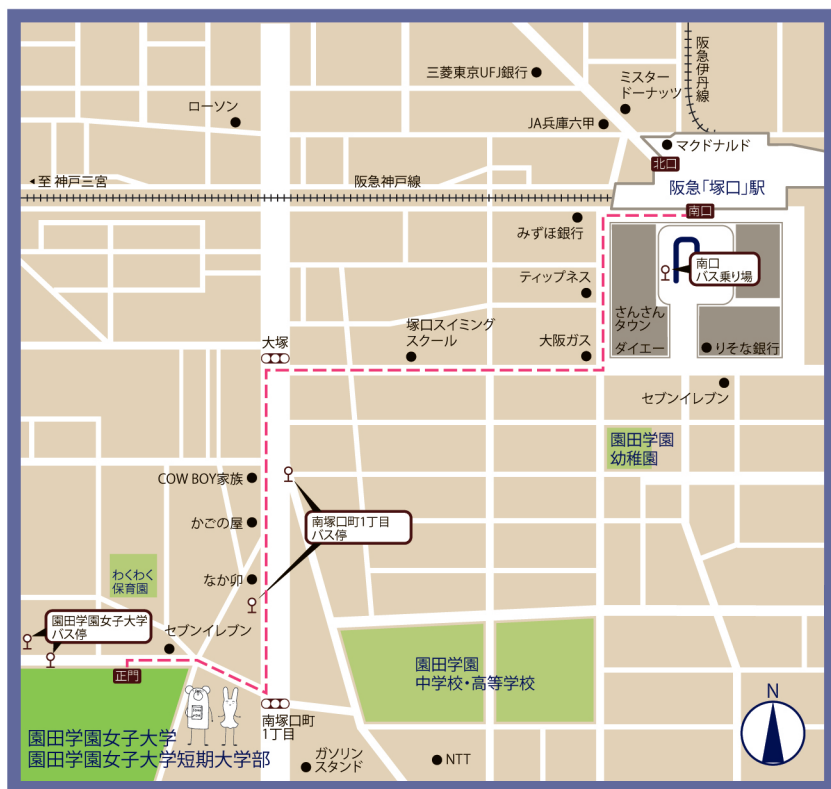 三菱東京UFJ銀行
ミスター
ドーナッツ
阪急伊丹線
ローソン
JA兵庫六甲
マクドナルド
北口
至 神戸三宮
阪急神戸線
阪急「塚口」駅
南口
みずほ銀行
南口
バス乗り場
ティップネス
さんさん
タウン
塚口スイミング
スクール
大阪ガス
ダイエー
りそな銀行
大塚
セブンイレブン
園田学園
幼稚園
COW BOY家族
かごの屋
南塚口町1丁目
バス停
なか卯
わくわく
保育園
園田学園女子大学
バス停
セブンイレブン
正門
園田学園
中学校・高等学校
N
南塚口町
1丁目
園田学園女子大学
園田学園女子大学短期大学部
ガソリン
スタンド
NTT